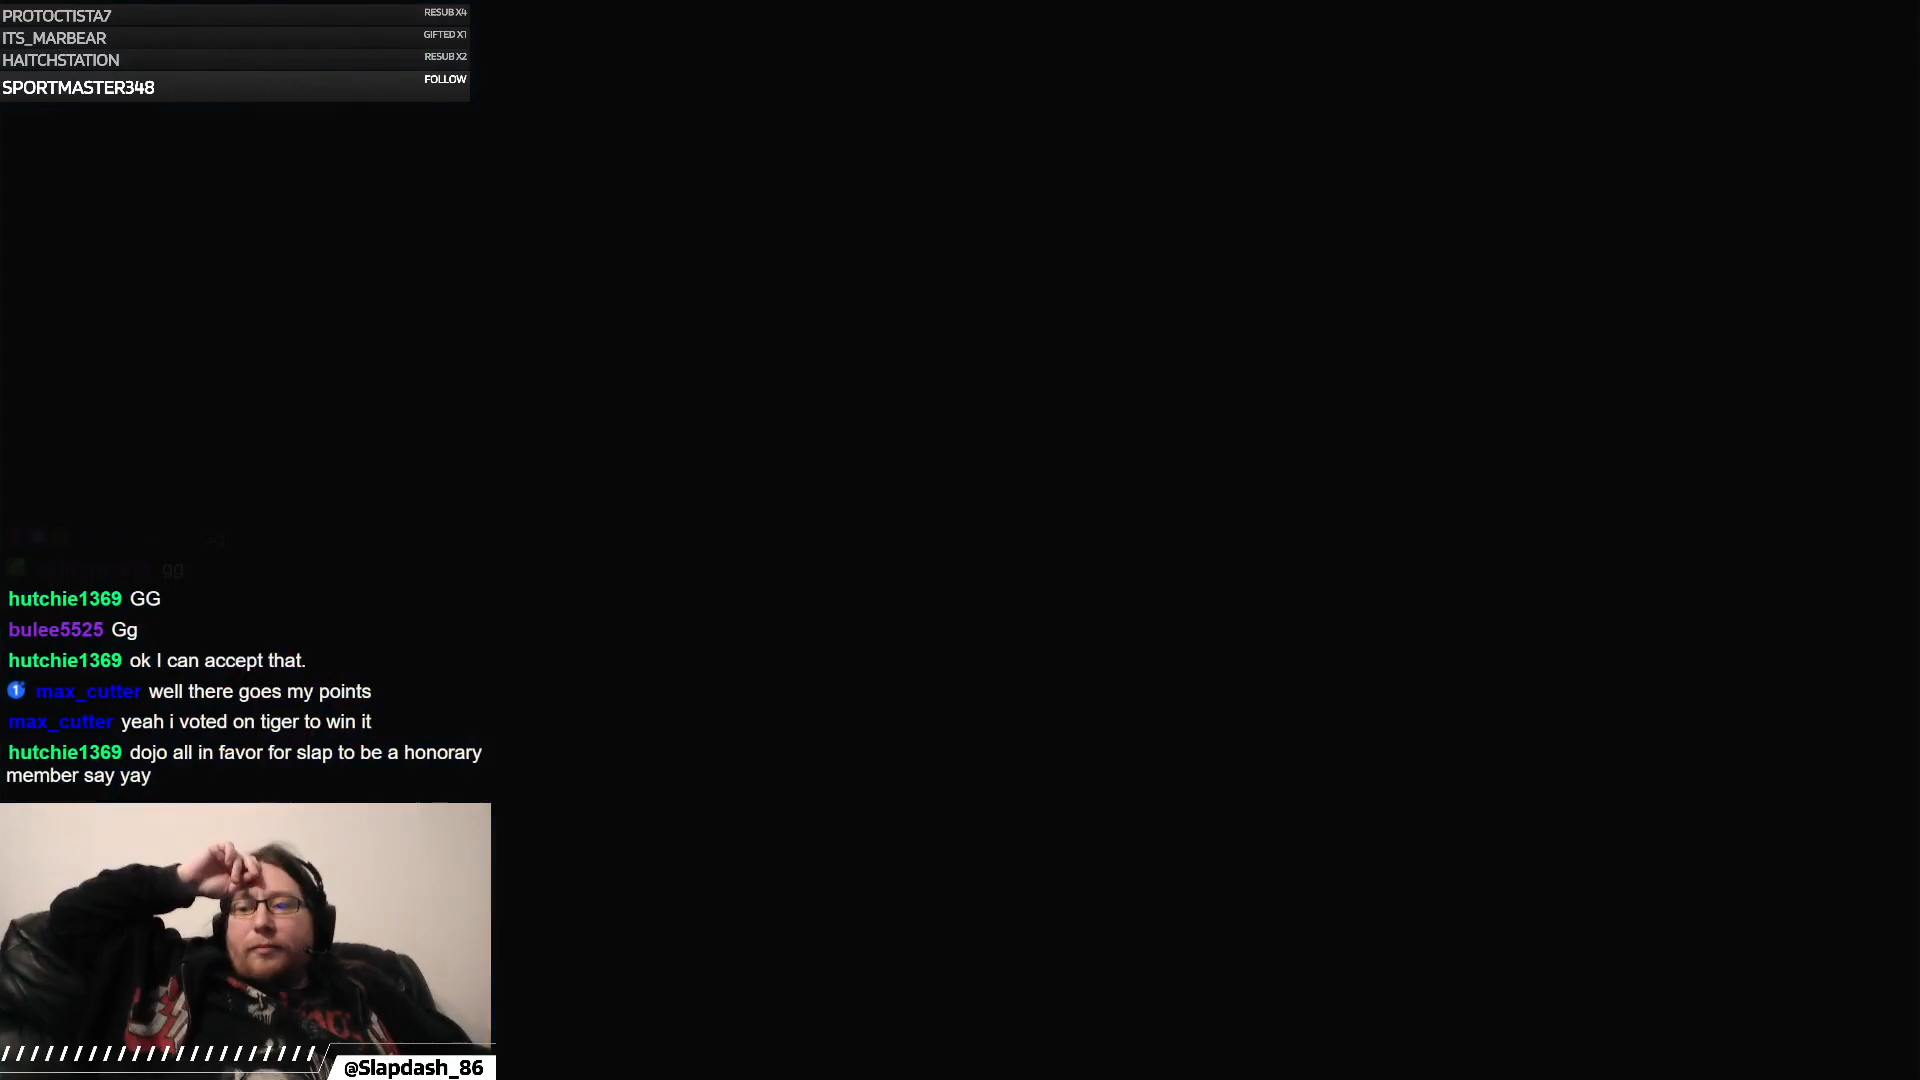 PROTOCTISTA7 RESUB X4
ITS_MARBEAR GIFTED X1
HAITCHSTATION RESUB X2
SPORTMASTER348 FOLLOW
gg
hutchie1369 GG
bulee5525 Gg
hutchie1369 ok I can accept that.
1 max_cutter well there goes my points
max_cutter yeah i voted on tiger to win it
hutchie1369 dojo all in favor for slap to be a honorary
member say yay
@Slapdash_86